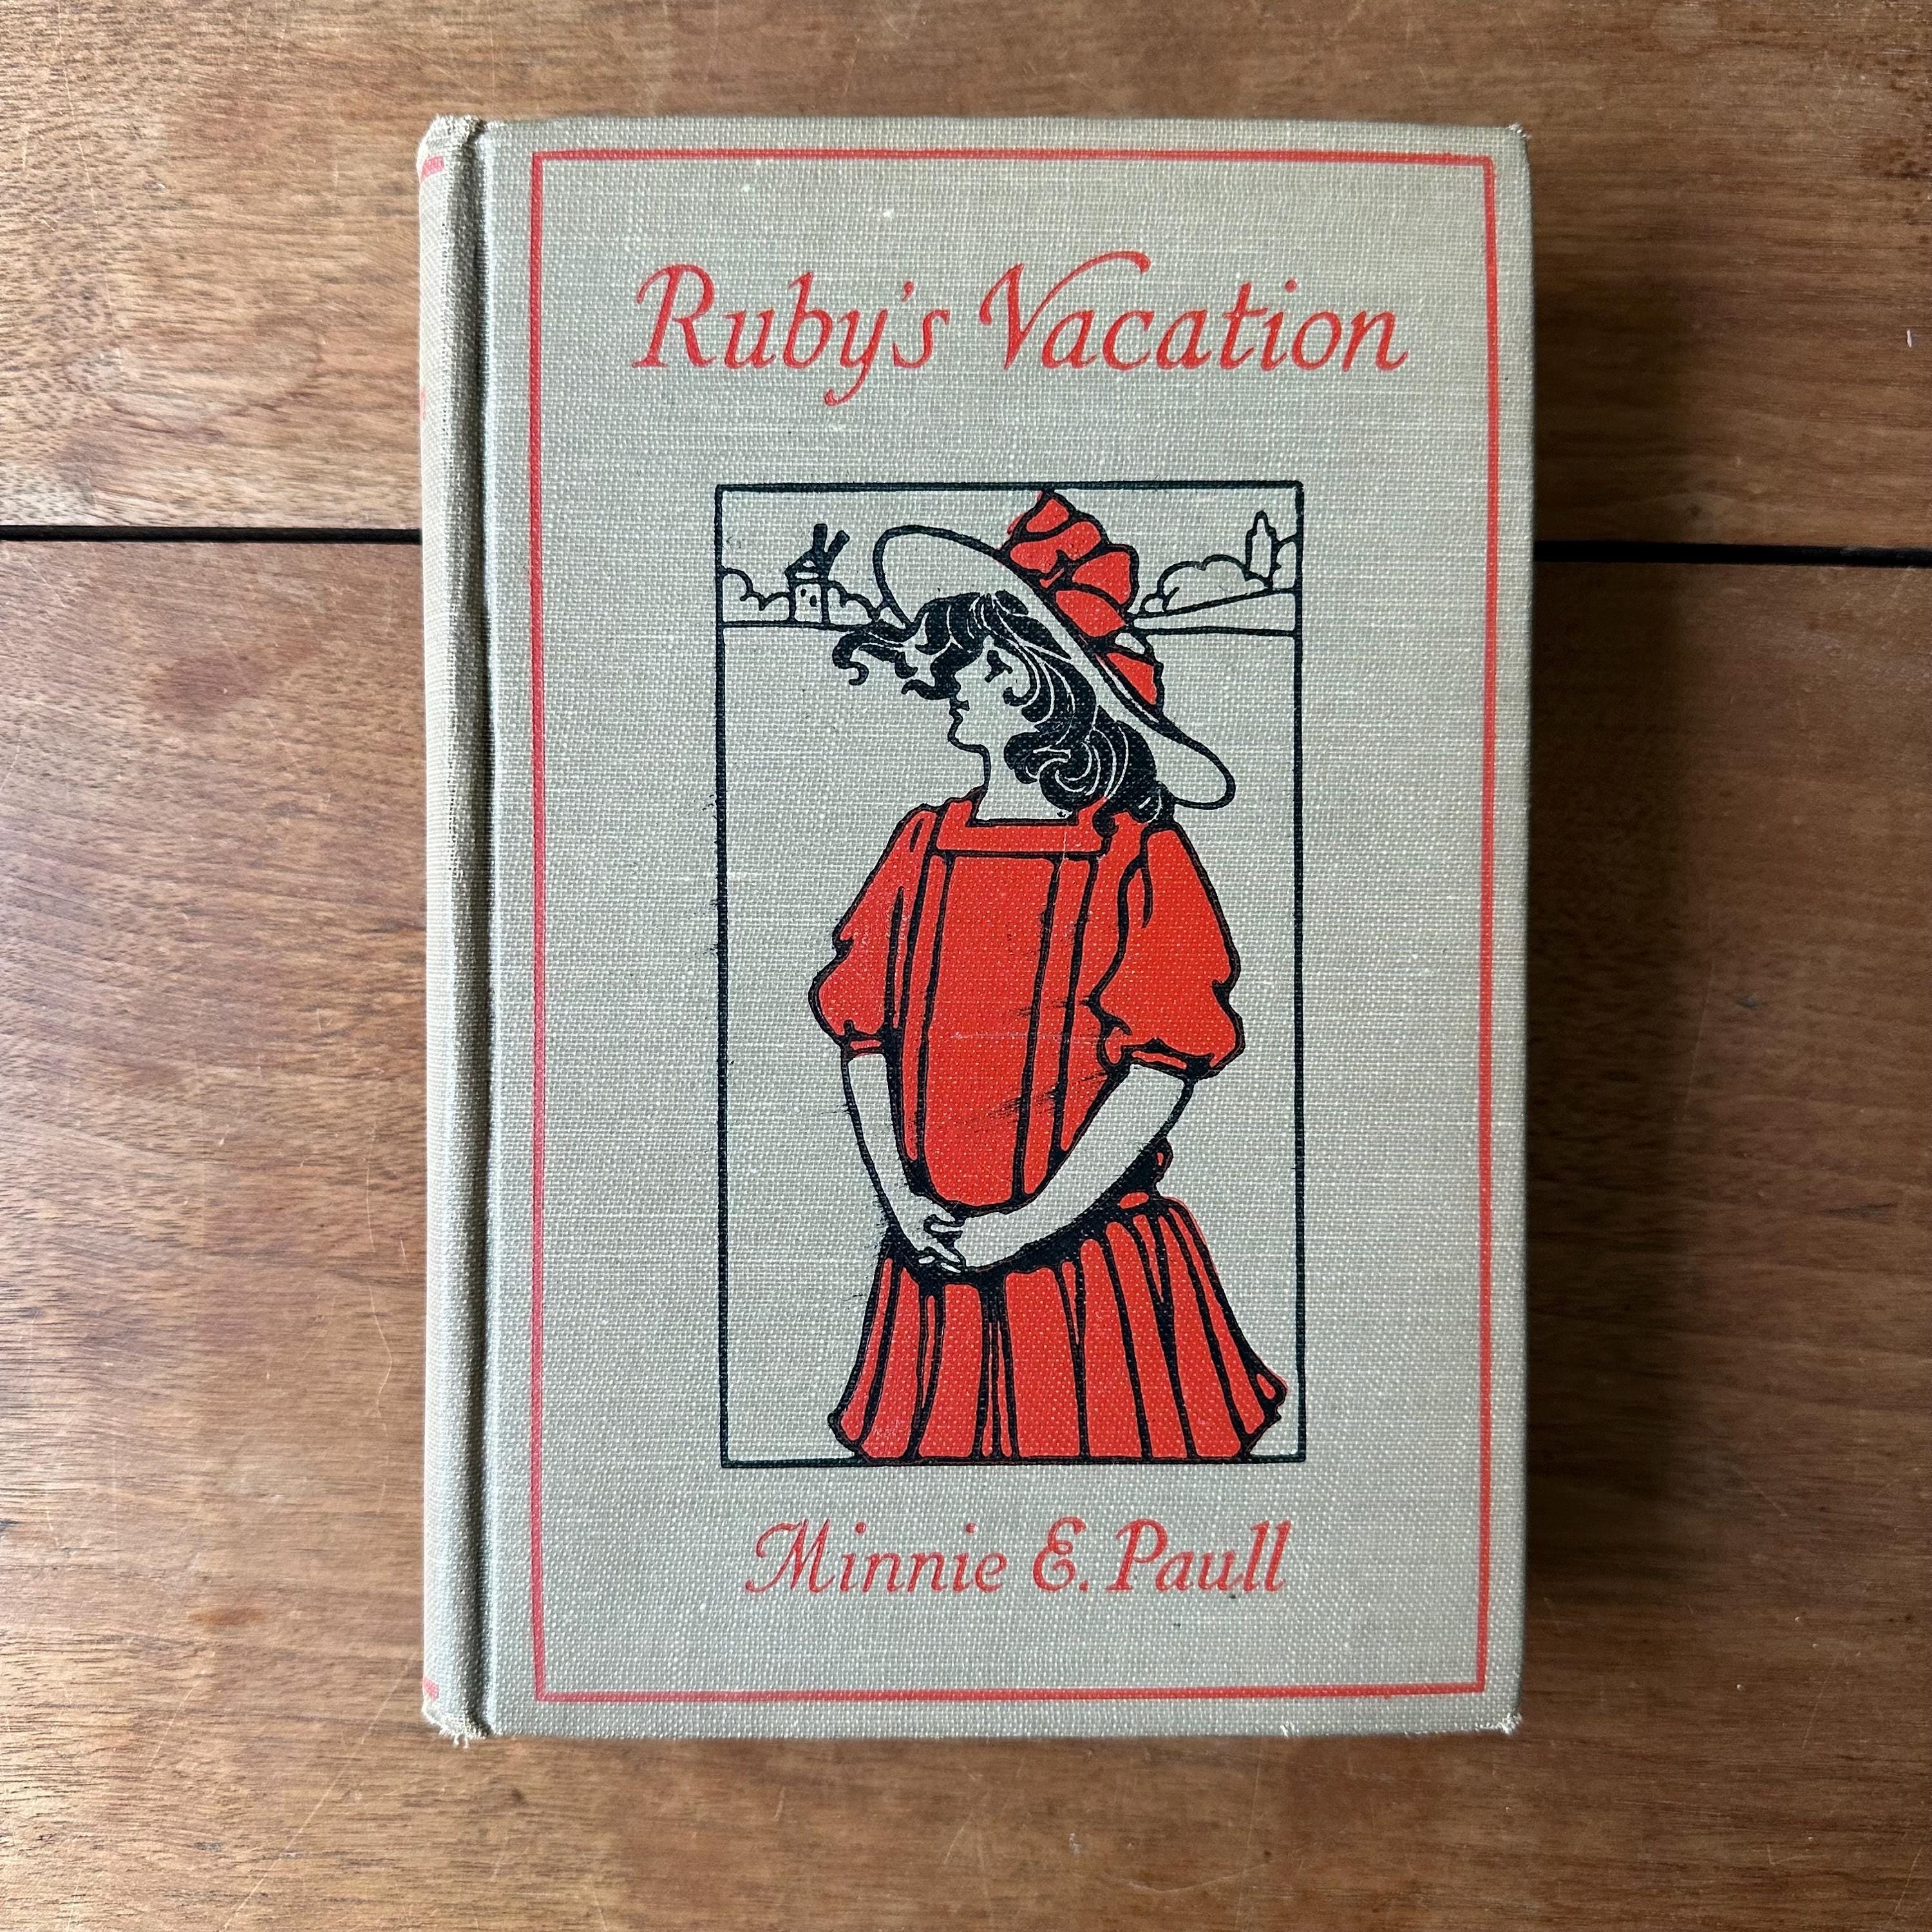 Ruby's Vacation
Minnie E. Paull